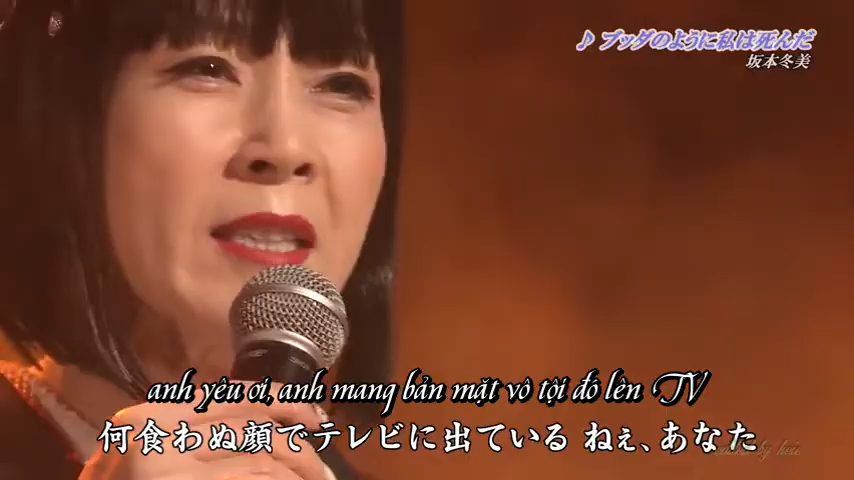 ♪ ブッダのように私は死んだ
坂本冬美
anh yêu ơi, anh mang bản mặt vô tội đó lên TV
何食わぬ顔でテレビに出ている ねぇ、あなた